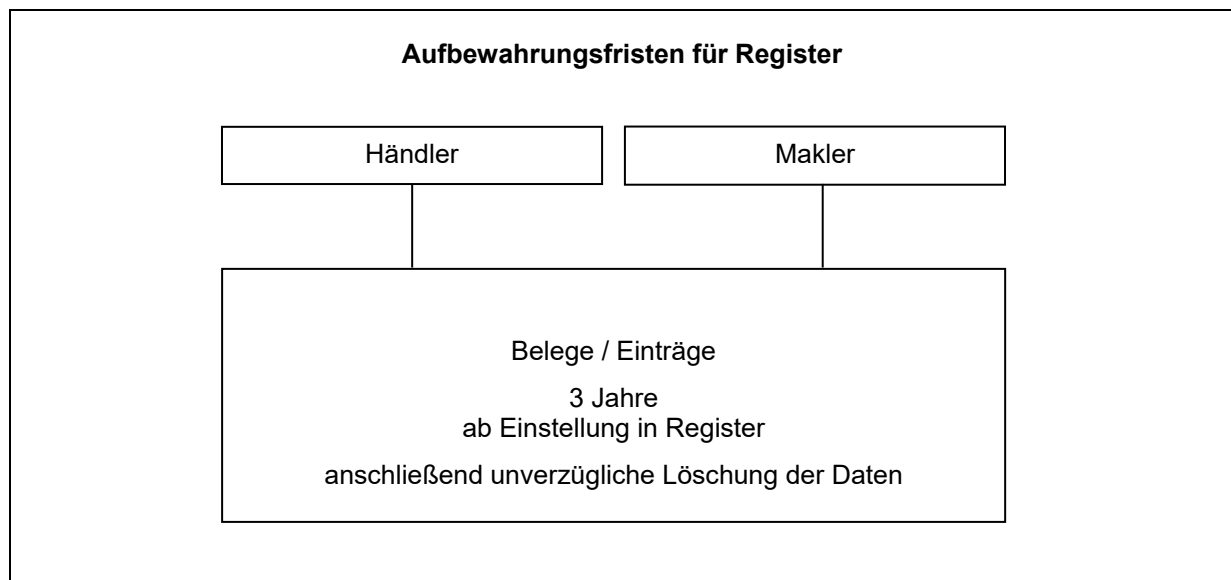 Aufbewahrungsfristen für Register
Händler
Makler
Belege / Einträge
3 Jahre
ab Einstellung in Register
anschließend unverzügliche Löschung der Daten